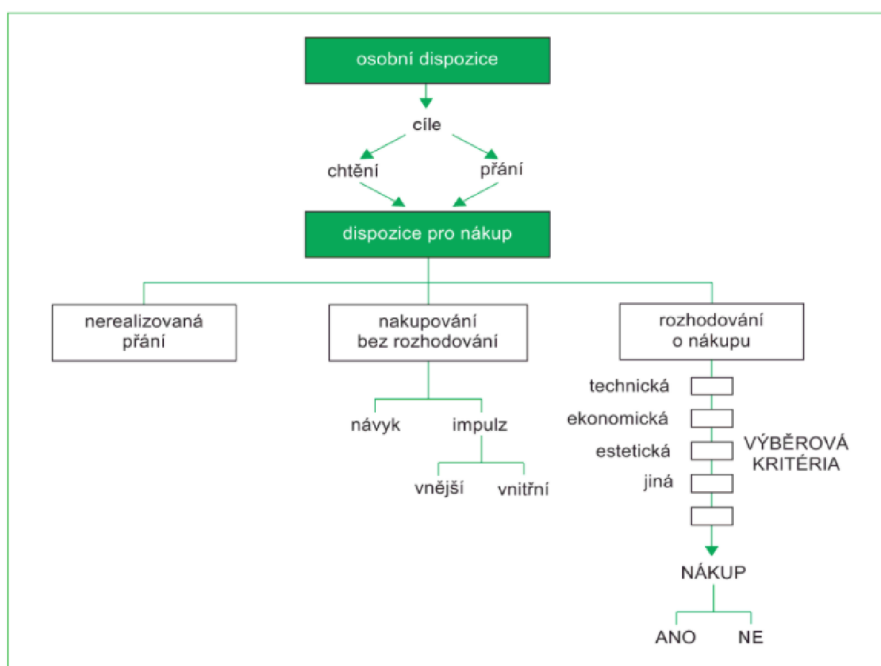 osobní dispozice
cíle
chtění
přání
dispozice pro nákup
nerealizovaná
přání
nakupování
bez rozhodování
rozhodování
o nákupu
technická
ekonomická
estetická
jiná
VÝBĚROVÁ
KRITÉRIA
návyk
impulz
vnější
vnitřní
NÁKUP
ANO
NE